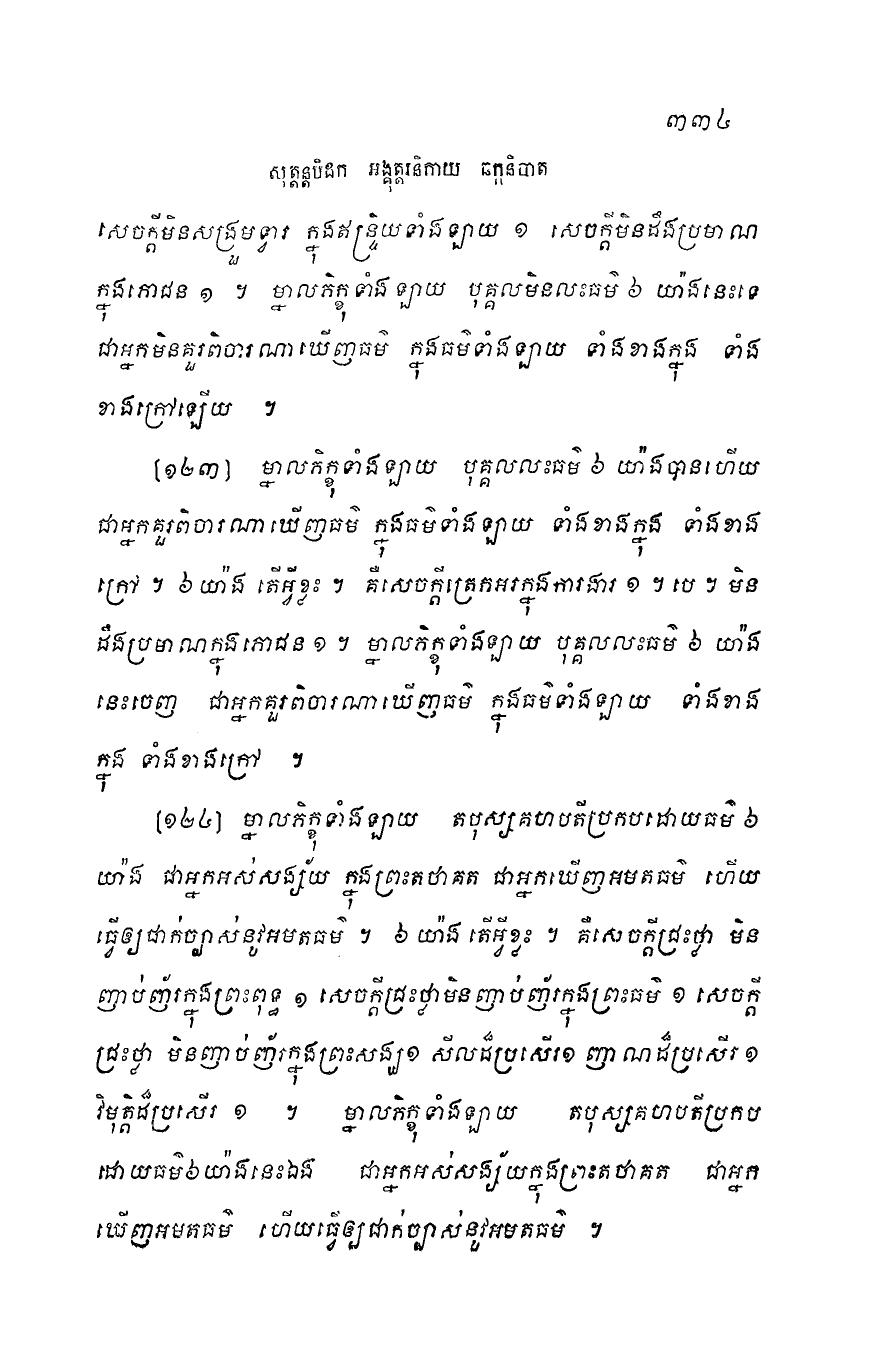 ៣៣៤
សុត្តន្តបិដក អង្គុត្តរនិកាយ ឆក្កនិបាត
សេចក្តីមិនសង្រួមទ្វារ ក្នុងឥន្ទ្រិយទាំងឡាយ ១ សេចក្តីមិនដឹងប្រមាណ
ក្នុងភោជន ១ ។ ម្នាលភិក្ខុទាំងឡាយ បុគ្គលមិនលះធម៌ ៦ យ៉ាងនេះទេ
ជាអ្នកមិនគួរពិចារណាឃើញធម៌ ក្នុងធម៌ទាំងឡាយ ទាំងខាងក្នុង ទាំង
ខាងក្រៅឡើយ ។
[១២៣] ម្នាលភិក្ខុទាំងឡាយ បុគ្គលលះធម៌ ៦ យ៉ាងបានហើយ
ជាអ្នកគួរពិចារណាឃើញធម៌ ក្នុងធម៌ទាំងឡាយ ទាំងខាងក្នុង ទាំងខាង
ក្រៅ ។ ៦ យ៉ាង តើអ្វីខ្លះ ។ គឺសេចក្តីត្រេកអរក្នុងការងារ ១ ។ បេ ។ មិន
ដឹងប្រមាណក្នុងភោជន ១ ។ ម្នាលភិក្ខុទាំងឡាយ បុគ្គលលះធម៌ ៦ យ៉ាង
នេះចេញ ជាអ្នកគួរពិចារណាឃើញធម៌ ក្នុងធម៌ទាំងឡាយ ទាំងខាង
ក្នុង ទាំងខាងក្រៅ ។
[១២៤] ម្នាលភិក្ខុទាំងឡាយ តបុស្សគហបតីប្រកបដោយធម៌ ៦
យ៉ាង ជាអ្នកអស់សង្ស័យ ក្នុងព្រះតថាគត ជាអ្នកឃើញអមតធម៌ ហើយ
ធ្វើឲ្យជាក់ច្បាស់នូវអមតធម៌ ។ ៦ យ៉ាង តើអ្វីខ្លះ ។ គឺសេចក្តីជ្រះថ្លា មិន
ញាប់ញ័រក្នុងព្រះពុទ្ធ ១ សេចក្តីជ្រះថ្លាមិនញាប់ញ័រក្នុងព្រះធម៌ ១ សេចក្តី
ជ្រះថ្លា មិនញាប់ញ័រក្នុងព្រះសង្ឃ១ សីលដ៏ប្រសើរ១ ញាណដ៏ប្រសើរ ១
វិមុត្តិដ៏ប្រសើរ ១ ។ ម្នាលភិក្ខុទាំងឡាយ តបុស្សគហបតីប្រកប
ដោយធម៌៦យ៉ាងនេះឯង ជាអ្នកអស់សង្ស័យក្នុងព្រះតថាគត ជាអ្នក
ឃើញអមតធម៌ ហើយធ្វើឲ្យជាក់ច្បាស់នូវអមតធម៌ ។